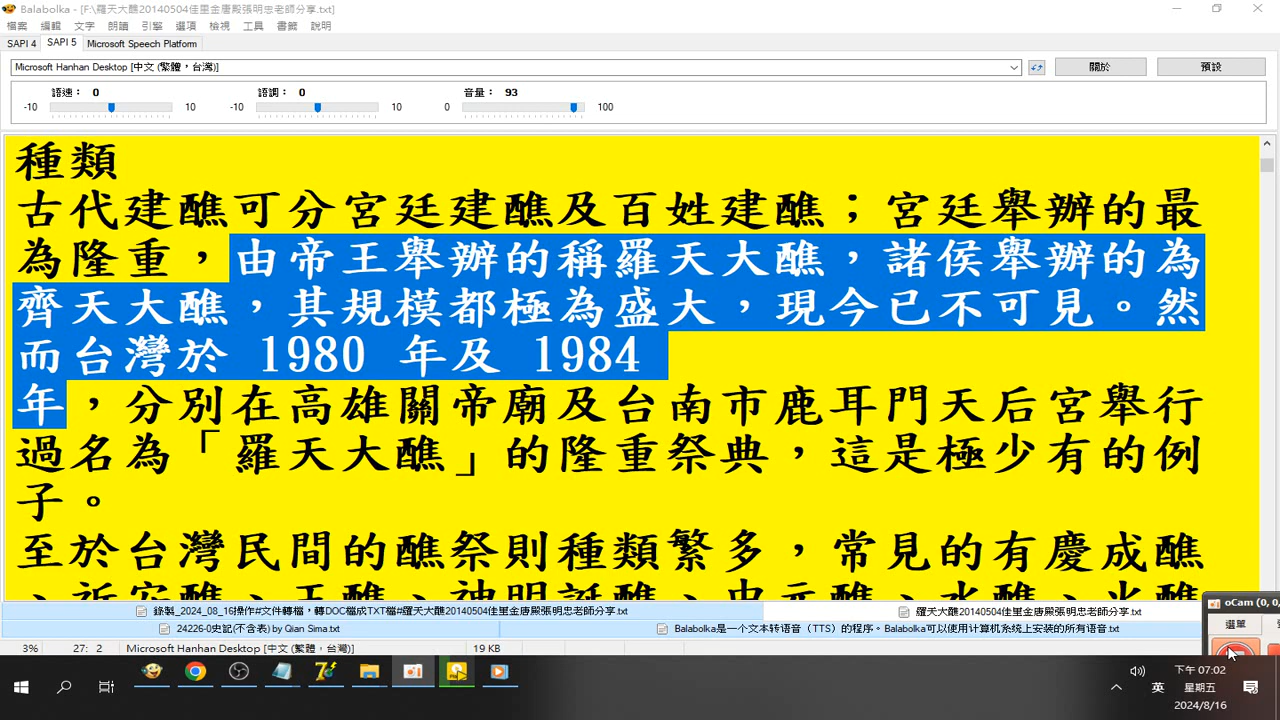 Balabolka - [F:\羅天大醮20140504佳里金唐殿張明忠老師分享.txt]
檔案 編輯 文字 朗讀 引擎 選項 檢視 工具 書籤 說明
SAPI 4 SAPI 5 Microsoft Speech Platform
Microsoft Hanhan Desktop [中文 (繁體，台灣)] 關於 預設
語速： 0 語調： 0 音量： 93
-10 10 -10 10 0 100
種類
古代建醮可分宮廷建醮及百姓建醮；宮廷舉辦的最
為隆重，由帝王舉辦的稱羅天大醮，諸侯舉辦的為
齊天大醮，其規模都極為盛大，現今已不可見。然
而台灣於 1980 年及 1984
年，分別在高雄關帝廟及台南市鹿耳門天后宮舉行
過名為「羅天大醮」的隆重祭典，這是極少有的例
子。
至於台灣民間的醮祭則種類繁多，常見的有慶成醮
、祈安醮、王醮、神明誕醮、中元醮、水醮、火醮
錄製_2024_08_16操作#文件轉檔，轉DOC檔成TXT檔#羅天大醮20140504佳里金唐殿張明忠老師分享.txt 羅天大醮20140504佳里金唐殿張明忠老師分享.txt
24226-0史記(不含表) by Qian Sima.txt Balabolka是一个文本转语音（TTS）的程序。Balabolka可以使用计算机系统上安装的所有语音.txt
3% 27: 2 Microsoft Hanhan Desktop [中文 (繁體，台灣)] 19 KB
oCam (0, 0,
選單
下午 07:02
英 星期五
2024/8/16